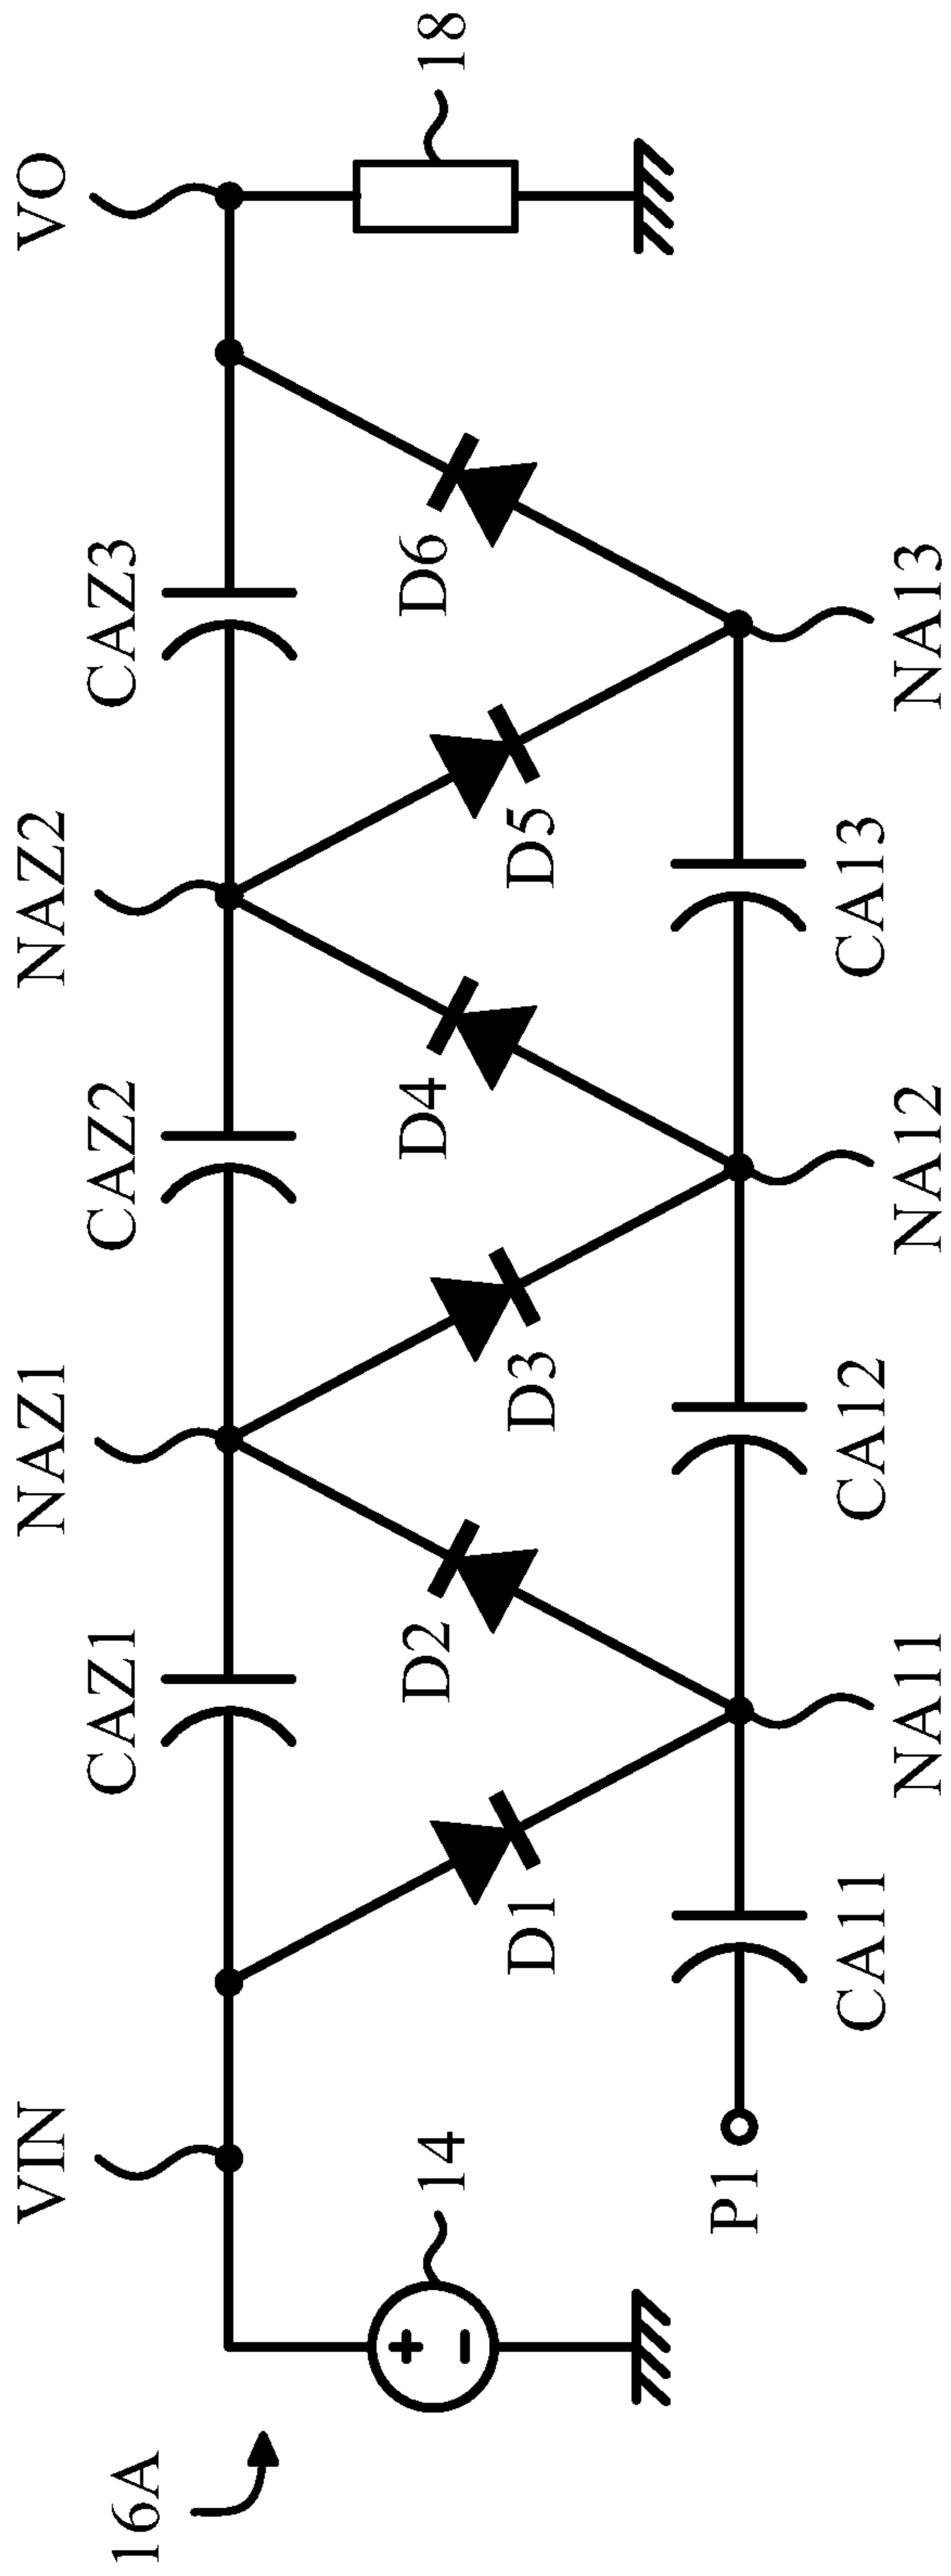 16A
VIN
NAZ1
NAZ2
VO
CAZ1
CAZ2
CAZ3
14
D2
D4
D6
18
D1
D3
D5
P1
CA11
CA12
CA13
NA11
NA12
NA13